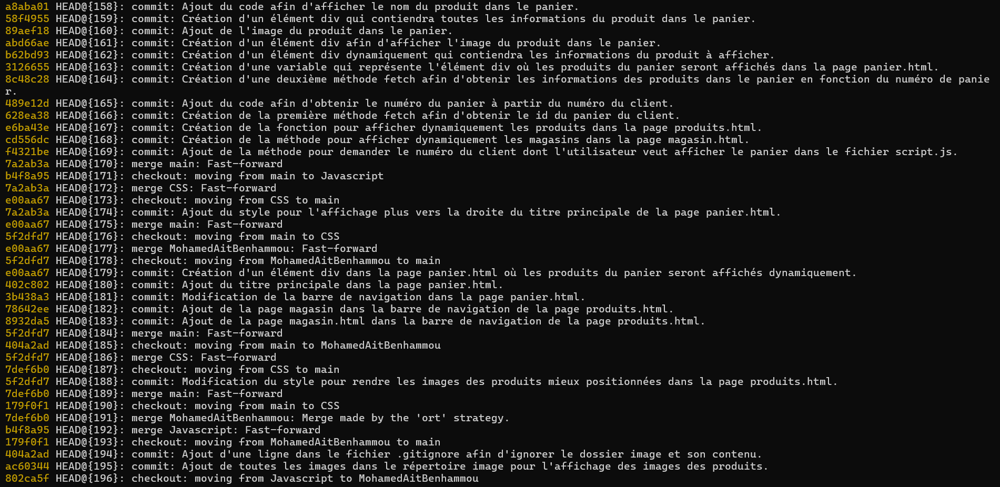 a8aba01 HEAD@{158}: commit: Ajout du code afin d'afficher le nom du produit dans le panier.
58f4955 HEAD@{159}: commit: Création d'un élément div qui contiendra toutes les informations du produit dans le panier.
89aef18 HEAD@{160}: commit: Ajout de l'image du produit dans le panier.
abd66ae HEAD@{161}: commit: Création d'un élément div afin d'afficher l'image du produit dans le panier.
b62bd93 HEAD@{162}: commit: Création d'un élément div dynamiquement qui contiendra les informations du produit à afficher.
3126655 HEAD@{163}: commit: Création d'une variable qui représente l'élément div où les produits du panier seront affichés dans la page panier.html.
8c48c28 HEAD@{164}: commit: Création d'une deuxième méthode fetch afin d'obtenir les informations des produits dans le panier en fonction du numéro de panie
r.
489e12d HEAD@{165}: commit: Ajout du code afin d'obtenir le numéro du panier à partir du numéro du client.
628ea38 HEAD@{166}: commit: Création de la première méthode fetch afin d'obtenir le id du panier du client.
e6ba43e HEAD@{167}: commit: Création de la fonction pour afficher dynamiquement les produits dans la page produits.html.
cd556dc HEAD@{168}: commit: Création de la méthode pour afficher dynamiquement les magasins dans la page magasin.html.
f4321be HEAD@{169}: commit: Ajout de la méthode pour demander le numéro du client dont l'utilisateur veut afficher le panier dans le fichier script.js.
7a2ab3a HEAD@{170}: merge main: Fast-forward
b4f8a95 HEAD@{171}: checkout: moving from main to Javascript
7a2ab3a HEAD@{172}: merge CSS: Fast-forward
e00aa67 HEAD@{173}: checkout: moving from CSS to main
7a2ab3a HEAD@{174}: commit: Ajout du style pour l'affichage plus vers la droite du titre principale de la page panier.html.
e00aa67 HEAD@{175}: merge main: Fast-forward
5f2dfd7 HEAD@{176}: checkout: moving from main to CSS
e00aa67 HEAD@{177}: merge MohamedAitBenhammou: Fast-forward
5f2dfd7 HEAD@{178}: checkout: moving from MohamedAitBenhammou to main
e00aa67 HEAD@{179}: commit: Création d'un élément div dans la page panier.html où les produits du panier seront affichés dynamiquement.
402c802 HEAD@{180}: commit: Ajout du titre principale dans la page panier.html.
3b438a3 HEAD@{181}: commit: Modification de la barre de navigation dans la page panier.html.
78642ee HEAD@{182}: commit: Ajout de la page magasin dans la barre de navigation de la page produits.html.
8932da5 HEAD@{183}: commit: Ajout de la page magasin.html dans la barre de navigation de la page produits.html.
5f2dfd7 HEAD@{184}: merge main: Fast-forward
404a2ad HEAD@{185}: checkout: moving from main to MohamedAitBenhammou
5f2dfd7 HEAD@{186}: merge CSS: Fast-forward
7def6b0 HEAD@{187}: checkout: moving from CSS to main
5f2dfd7 HEAD@{188}: commit: Modification du style pour rendre les images des produits mieux positionnées dans la page produits.html.
7def6b0 HEAD@{189}: merge main: Fast-forward
179f0f1 HEAD@{190}: checkout: moving from main to CSS
7def6b0 HEAD@{191}: merge MohamedAitBenhammou: Merge made by the 'ort' strategy.
b4f8a95 HEAD@{192}: merge Javascript: Fast-forward
179f0f1 HEAD@{193}: checkout: moving from MohamedAitBenhammou to main
404a2ad HEAD@{194}: commit: Ajout d'une ligne dans le fichier .gitignore afin d'ignorer le dossier image et son contenu.
ac60344 HEAD@{195}: commit: Ajout de toutes les images dans le répertoire image pour l'affichage des images des produits.
802ca5f HEAD@{196}: checkout: moving from Javascript to MohamedAitBenhammou